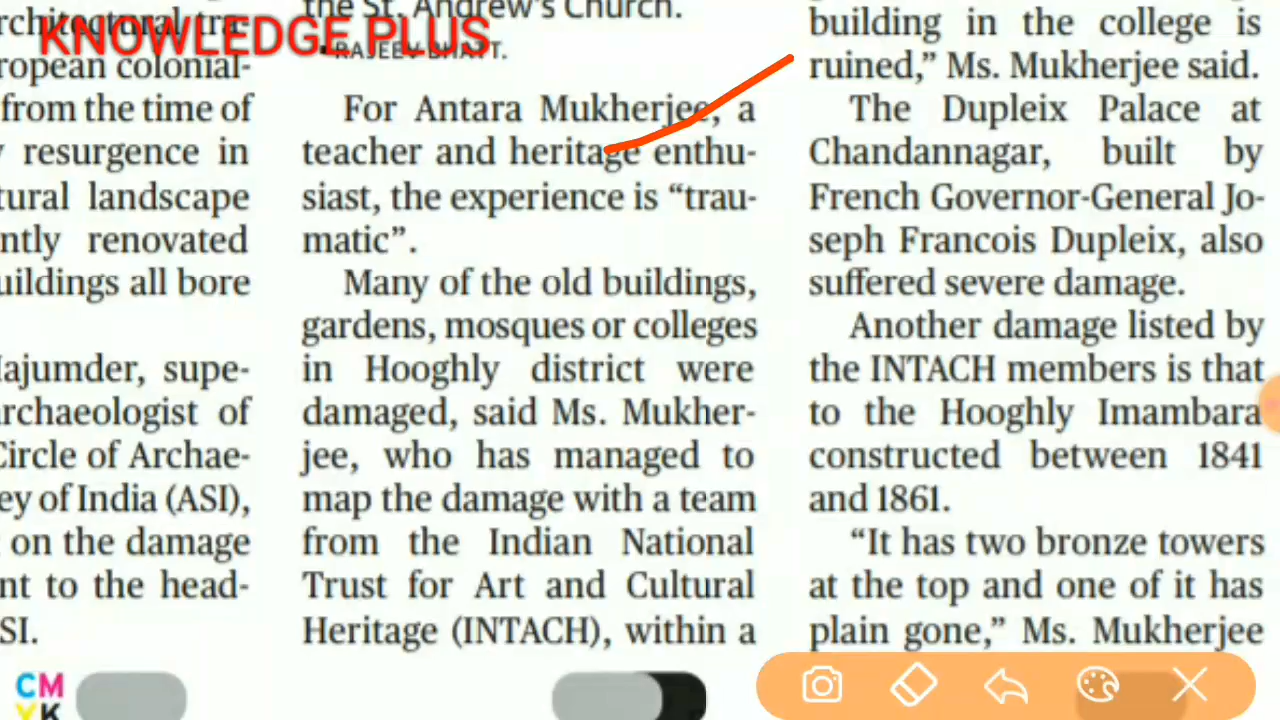 KNOWLEDGE PLUS
ropean colonial-
from the time of
resurgence in
tural landscape
ntly renovated
uildings all bore
ajumder, supe-
rchaeologist of
Circle of Archae-
ey of India (ASI),
on the damage
nt to the head-
SI.
the St. Andrew's Church.
• RAJEEV BHATT.
For Antara Mukherjee, a
teacher and heritage enthu-
siast, the experience is “trau-
matic”.
Many of the old buildings,
gardens, mosques or colleges
in Hooghly district were
damaged, said Ms. Mukher-
jee, who has managed to
map the damage with a team
from the Indian National
Trust for Art and Cultural
Heritage (INTACH), within a
building in the college is
ruined,” Ms. Mukherjee said.
The Dupleix Palace at
Chandannagar, built by
French Governor-General Jo-
seph Francois Dupleix, also
suffered severe damage.
Another damage listed by
the INTACH members is that
to the Hooghly Imambara
constructed between 1841
and 1861.
“It has two bronze towers
at the top and one of it has
plain gone,” Ms. Mukherjee
CM
YK